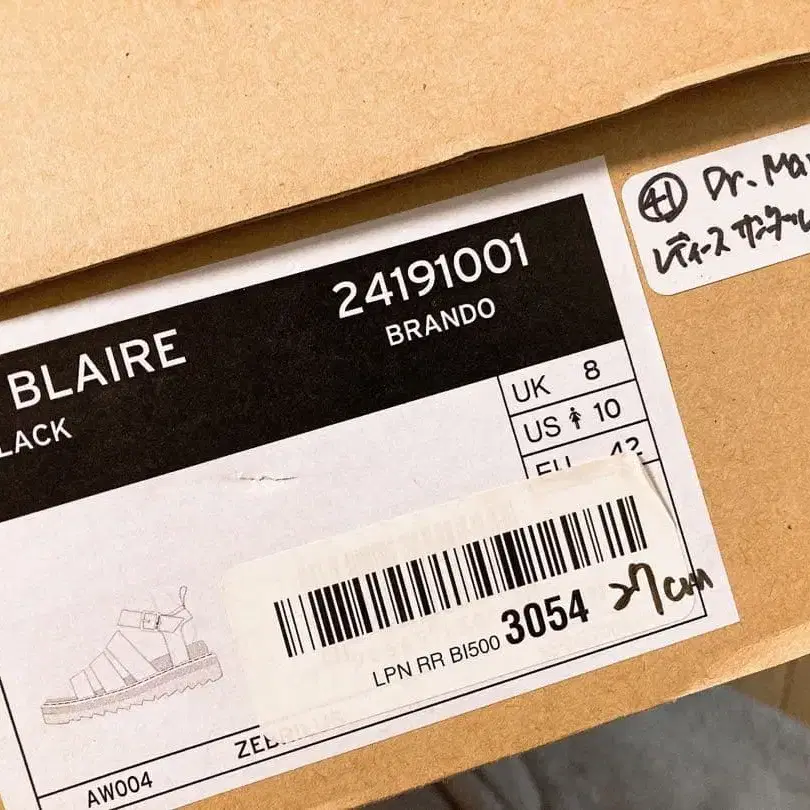 41 Dr. Ma
レディース サンダル
24191001
BRANDO
BLAIRE
LACK
UK 8
US 10
EU 42
3054
27cm
LPN RR BI500
AW004